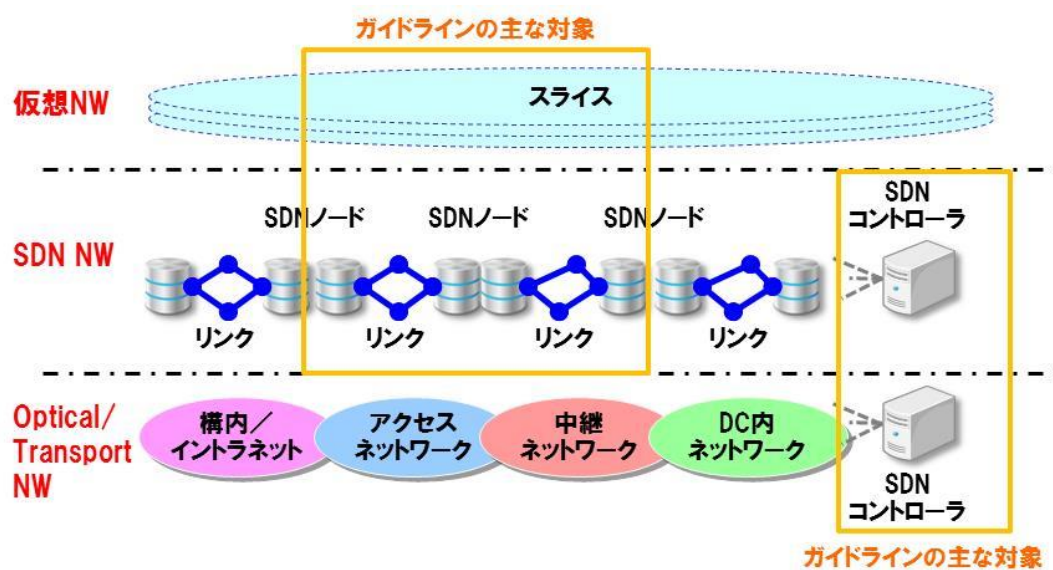 ガイドラインの主な対象
仮想NW
スライス
SDN NW
SDNノード
SDNノード
SDNノード
SDN
コントローラ
リンク
リンク
リンク
リンク
Optical/
Transport
NW
構内/
イントラネット
アクセス
ネットワーク
中継
ネットワーク
DC内
ネットワーク
SDN
コントローラ
ガイドラインの主な対象